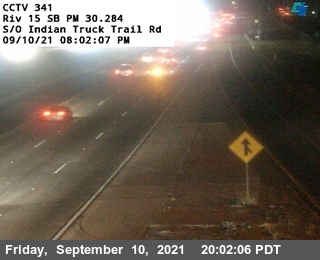 CCTV 341
Riv 15 SB PM 30.284
S/O Indian Truck Trail Rd
09/10/21 08:02:07 PM
Friday, September 10, 2021 20:02:06 PDT